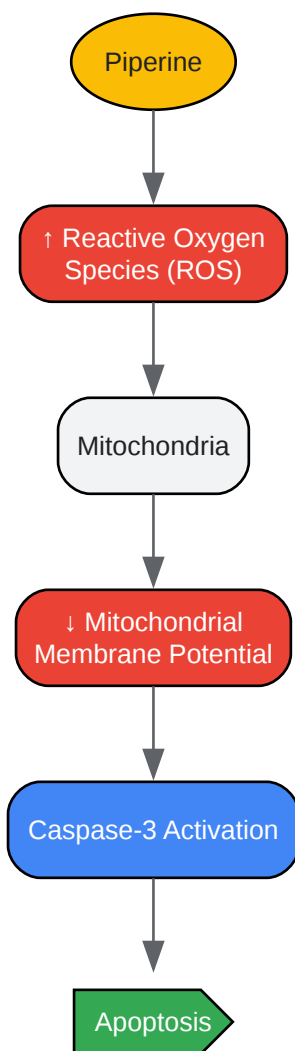 Piperine
↑ Reactive Oxygen
Species (ROS)
Mitochondria
↓ Mitochondrial
Membrane Potential
Caspase-3 Activation
Apoptosis